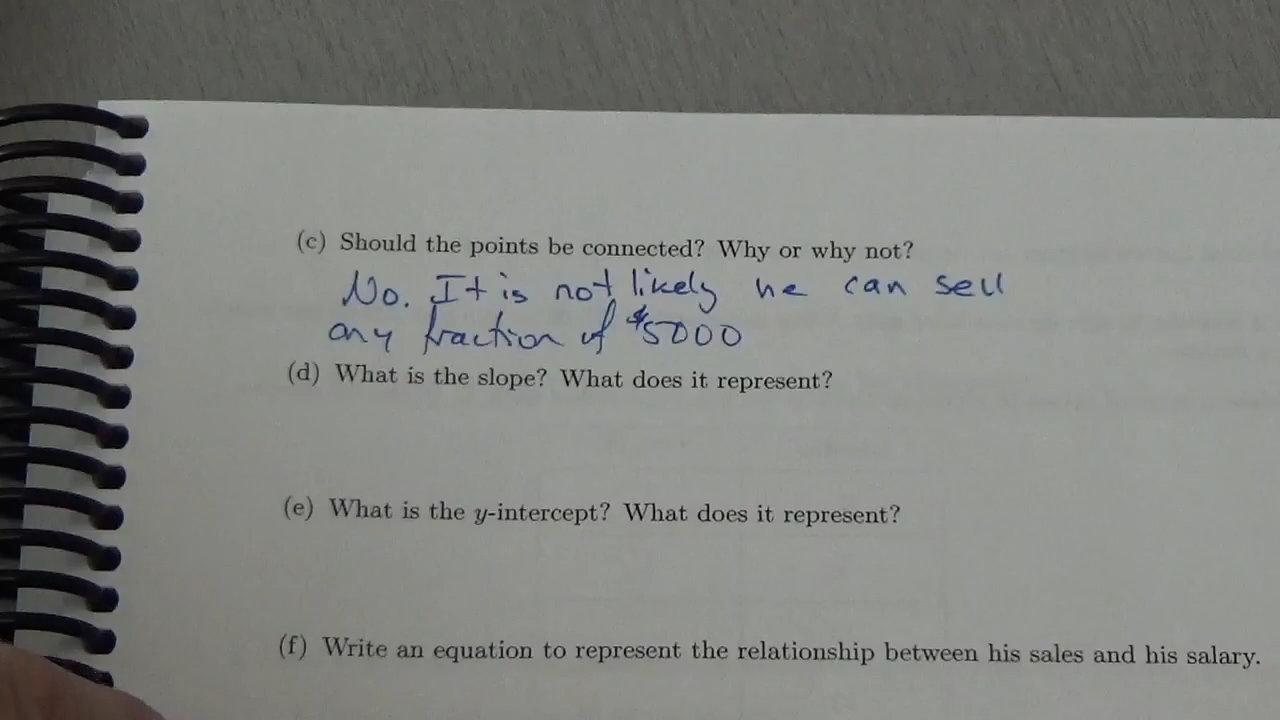 (c) Should the points be connected? Why or why not?
No. It is not likely he can sell
any fraction of $5000
(d) What is the slope? What does it represent?
(e) What is the y-intercept? What does it represent?
(f) Write an equation to represent the relationship between his sales and his salary.